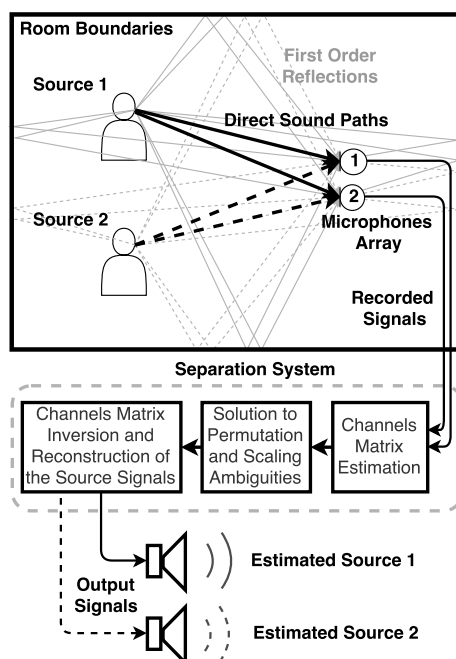 Room Boundaries
First Order
Reflections
Source 1
Direct Sound Paths
1
2
Source 2
Microphones
Array
Recorded
Signals
Separation System
Channels Matrix
Inversion and
Reconstruction of
the Source Signals
Solution to
Permutation
and Scaling
Ambiguities
Channels
Matrix
Estimation
Output
Signals
Estimated Source 1
Estimated Source 2